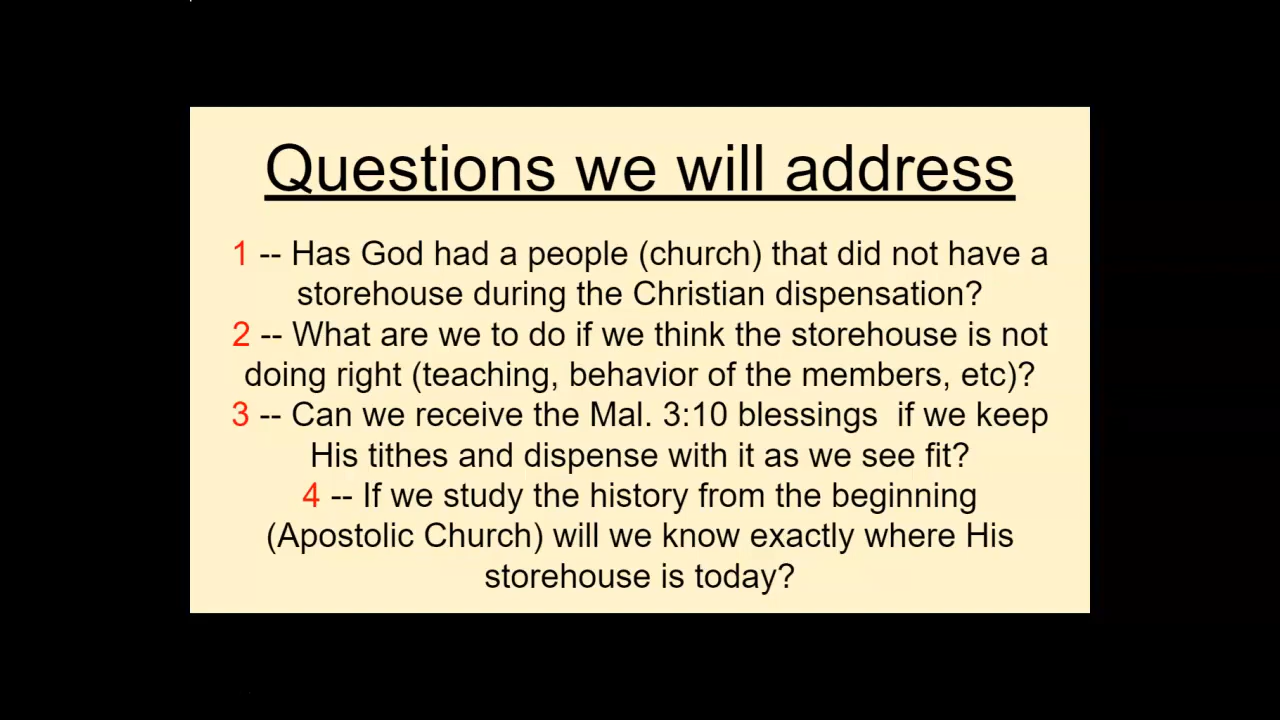 Questions we will address
1 -- Has God had a people (church) that did not have a
storehouse during the Christian dispensation?
2 -- What are we to do if we think the storehouse is not
doing right (teaching, behavior of the members, etc)?
3 -- Can we receive the Mal. 3:10 blessings  if we keep
His tithes and dispense with it as we see fit?
4 -- If we study the history from the beginning
(Apostolic Church) will we know exactly where His
storehouse is today?